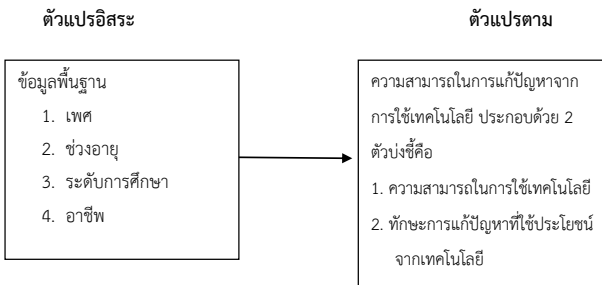 ตัวแปรอิสระ
ตัวแปรตาม
ข้อมูลพื้นฐาน
1. เพศ
2. ช่วงอายุ
3. ระดับการศึกษา
4. อาชีพ
ความสามารถในการแก้ปัญหาจาก
การใช้เทคโนโลยี ประกอบด้วย 2
ตัวบ่งชี้คือ
1. ความสามารถในการใช้เทคโนโลยี
2. ทักษะการแก้ปัญหาที่ใช้ประโยชน์
จากเทคโนโลยี